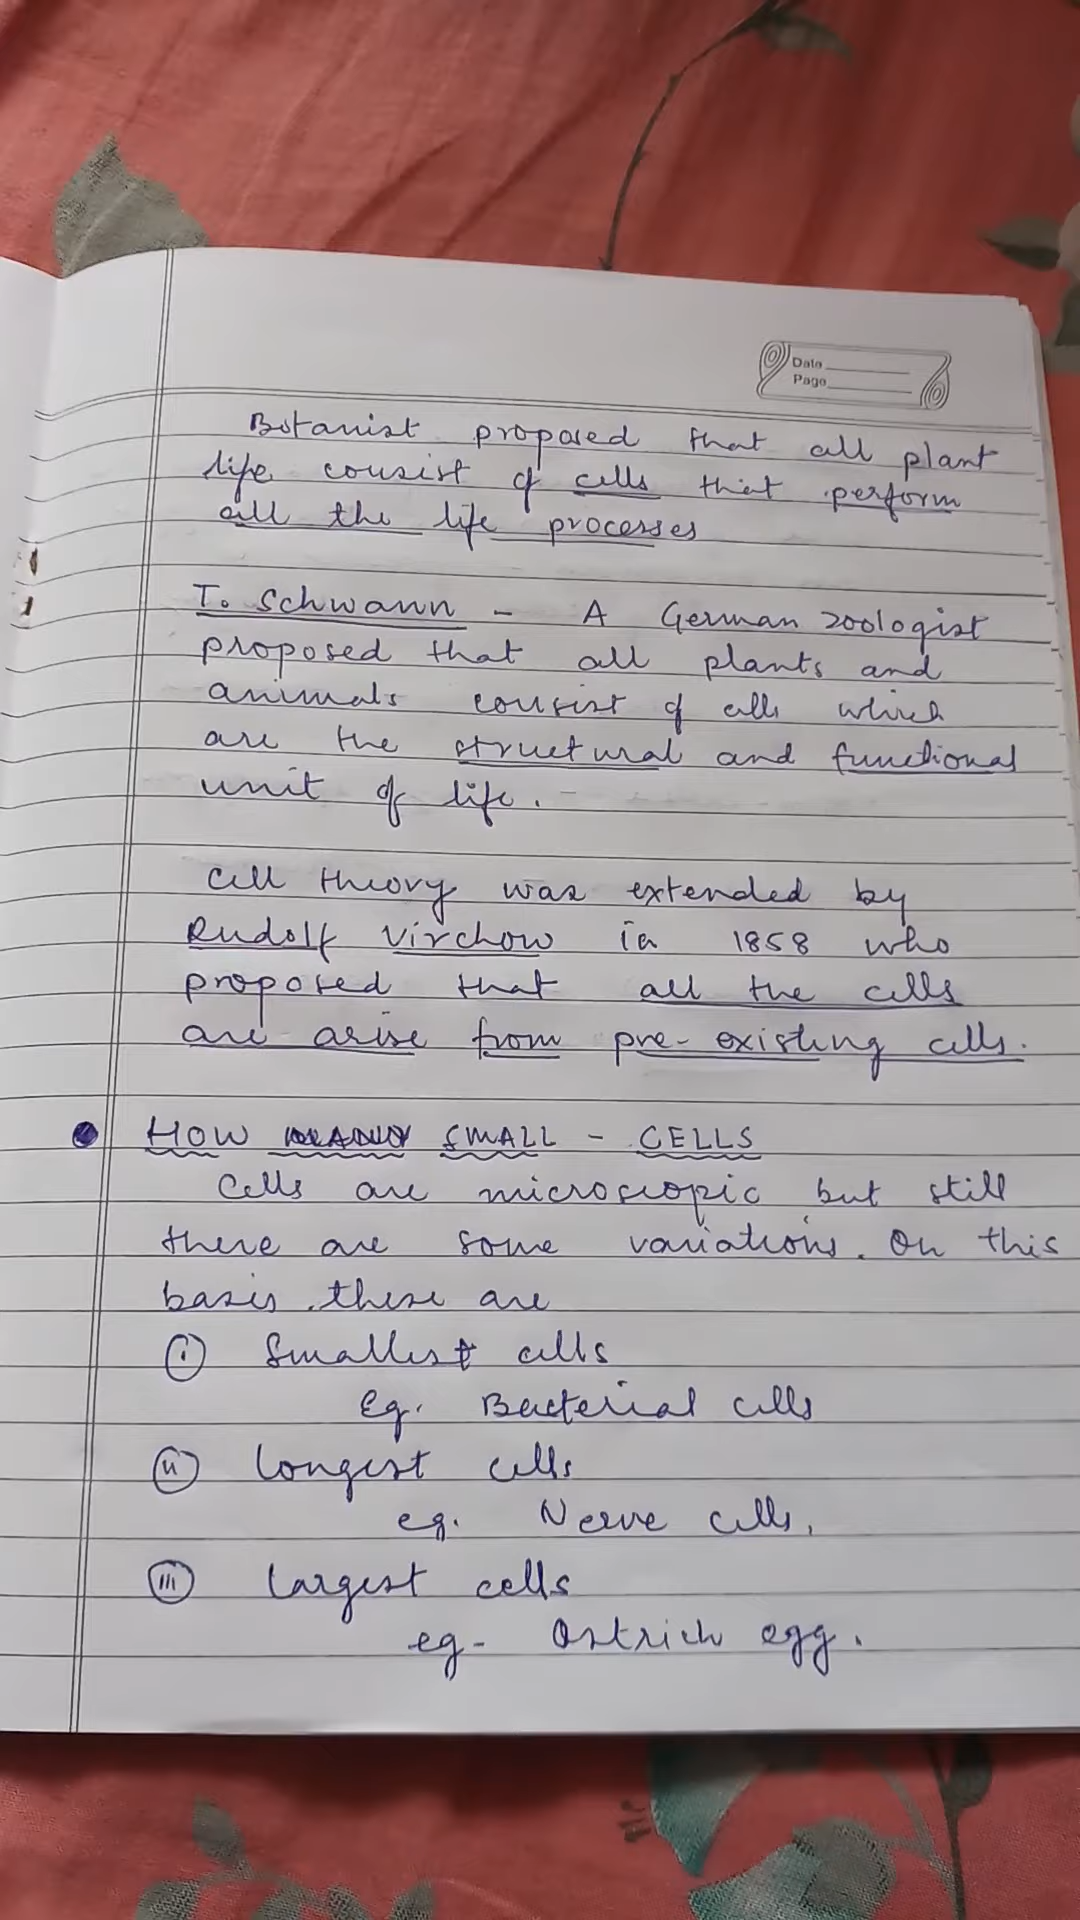 Date
Page
Botanist proposed that all plant
life consist of cells that perform
all the life processes
T. Schwann - A German zoologist
proposed that all plants and
animals consist of cells which
are the structural and functional
unit of life.
Cell theory was extended by
Rudolf Virchow in 1858 who
proposed that all the cells
are arise from pre-existing cells.
HOW SMALL - CELLS
Cells are microscopic but still
there are some variations. On this
basis these are
(i) Smallest cells
Eg. Bacterial cells
(ii) Longest cells
eg. Nerve cells.
(iii) Largest cells
eg- Ostrich egg.